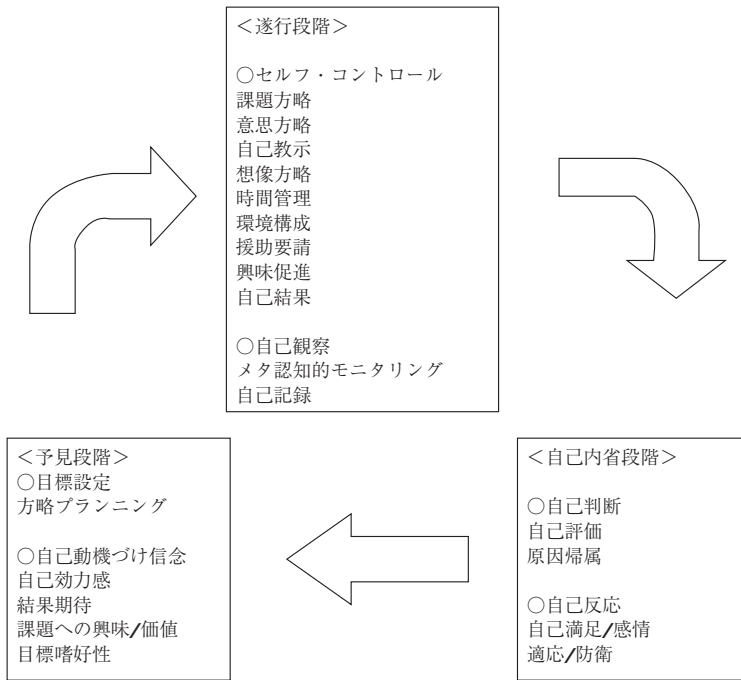 ＜遂行段階＞
○セルフ・コントロール
課題方略
意思方略
自己教示
想像方略
時間管理
環境構成
援助要請
興味促進
自己結果
○自己観察
メタ認知的モニタリング
自己記録
＜予見段階＞
○目標設定
方略プランニング
○自己動機づけ信念
自己効力感
結果期待
課題への興味/価値
目標嗜好性
＜自己内省段階＞
○自己判断
自己評価
原因帰属
○自己反応
自己満足/感情
適応/防衛